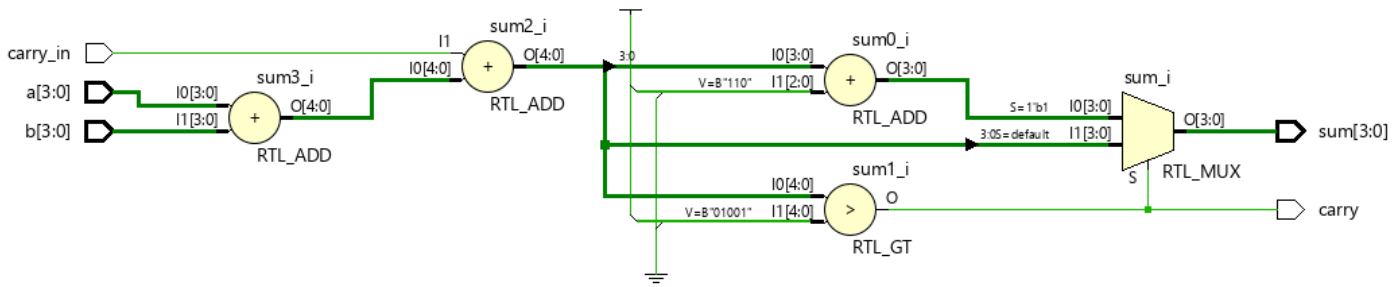 carry_in
a[3:0]
b[3:0]
sum3_i
I0[3:0]
I1[3:0]
+
O[4:0]
RTL_ADD
sum2_i
I1
I0[4:0]
+
O[4:0]
RTL_ADD
3:0
sum0_i
I0[3:0]
V=B"110"
I1[2:0]
+
O[3:0]
RTL_ADD
sum1_i
I0[4:0]
V=B"01001"
I1[4:0]
>
O
RTL_GT
sum_i
S=1'b1
I0[3:0]
3:0S=default
I1[3:0]
S
O[3:0]
RTL_MUX
sum[3:0]
carry